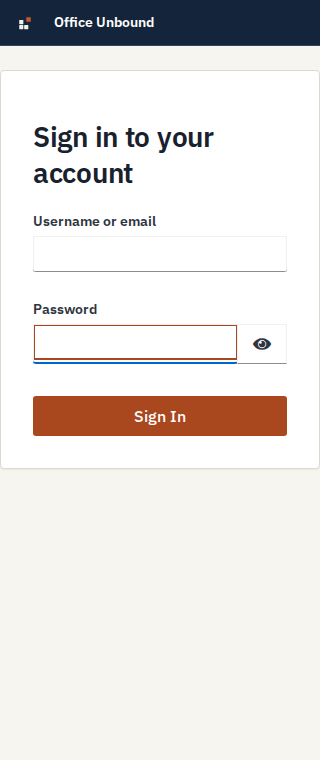 Office Unbound
Sign in to your
account
Username or email
Password
Sign In